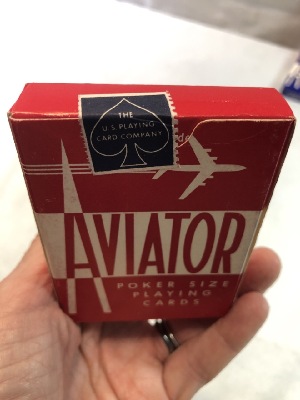 THE
U.S. PLAYING
CARD COMPANY
AVIATOR
POKER SIZE
PLAYING
CARDS